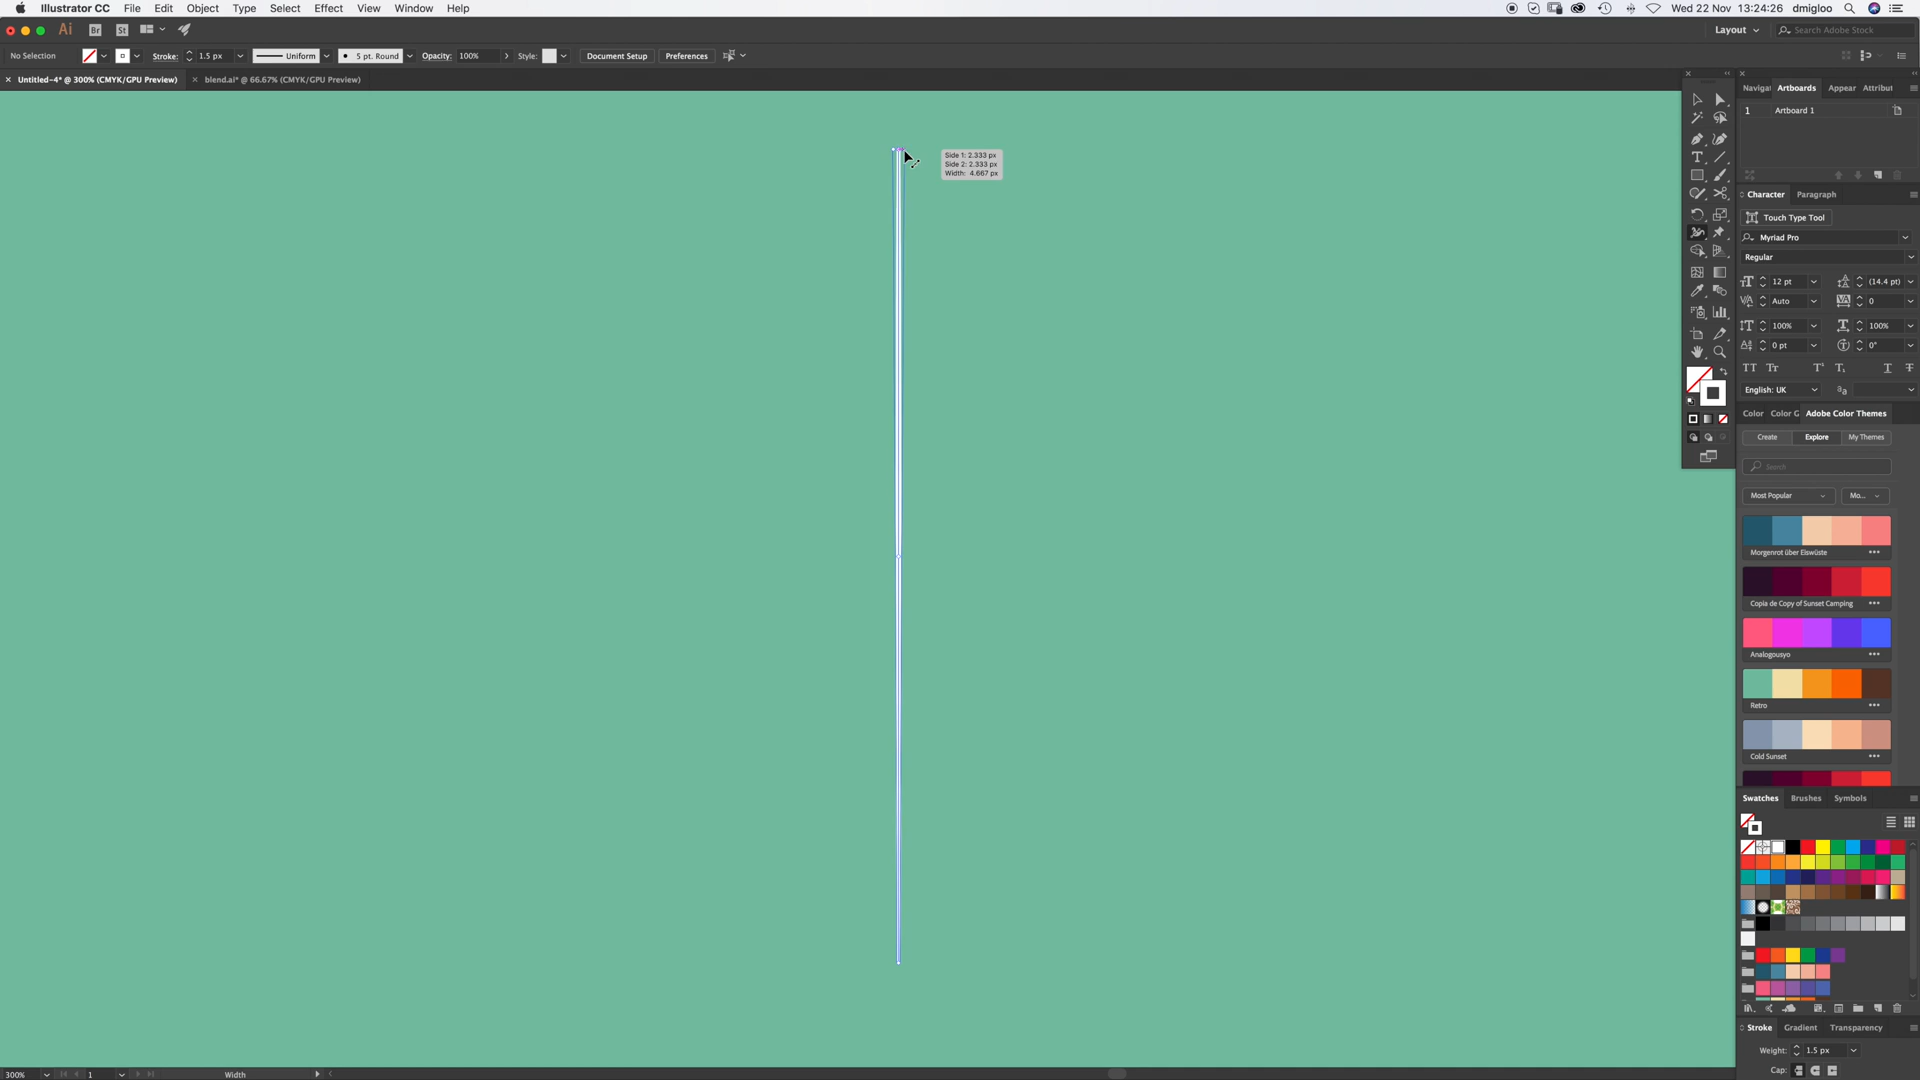 Illustrator CC File Edit Object Type Select Effect View Window Help
Wed 22 Nov 13:24:26 dmigloo
Ai Br St
Layout
Search Adobe Stock
No Selection Stroke: 1.5 px Uniform 5 pt. Round Opacity: 100% Style: Document Setup Preferences
Untitled-4* @ 300% (CMYK/GPU Preview) blend.ai* @ 66.67% (CMYK/GPU Preview)
Side 1: 2.333 px
Side 2: 2.333 px
Width: 4.667 px
Navigat Artboards Appear Attribut
1 Artboard 1
Character Paragraph
Touch Type Tool
Myriad Pro
Regular
12 pt (14.4 pt)
Auto 0
100% 100%
0 pt 0°
English: UK
Color Color G Adobe Color Themes
Create Explore My Themes
Search
Most Popular Mo...
Morgenrot über Eiswüste
Copia de Copy of Sunset Camping
Analogousyo
Retro
Cold Sunset
Swatches Brushes Symbols
Stroke Gradient Transparency
Weight: 1.5 px
Cap:
300% 1 Width